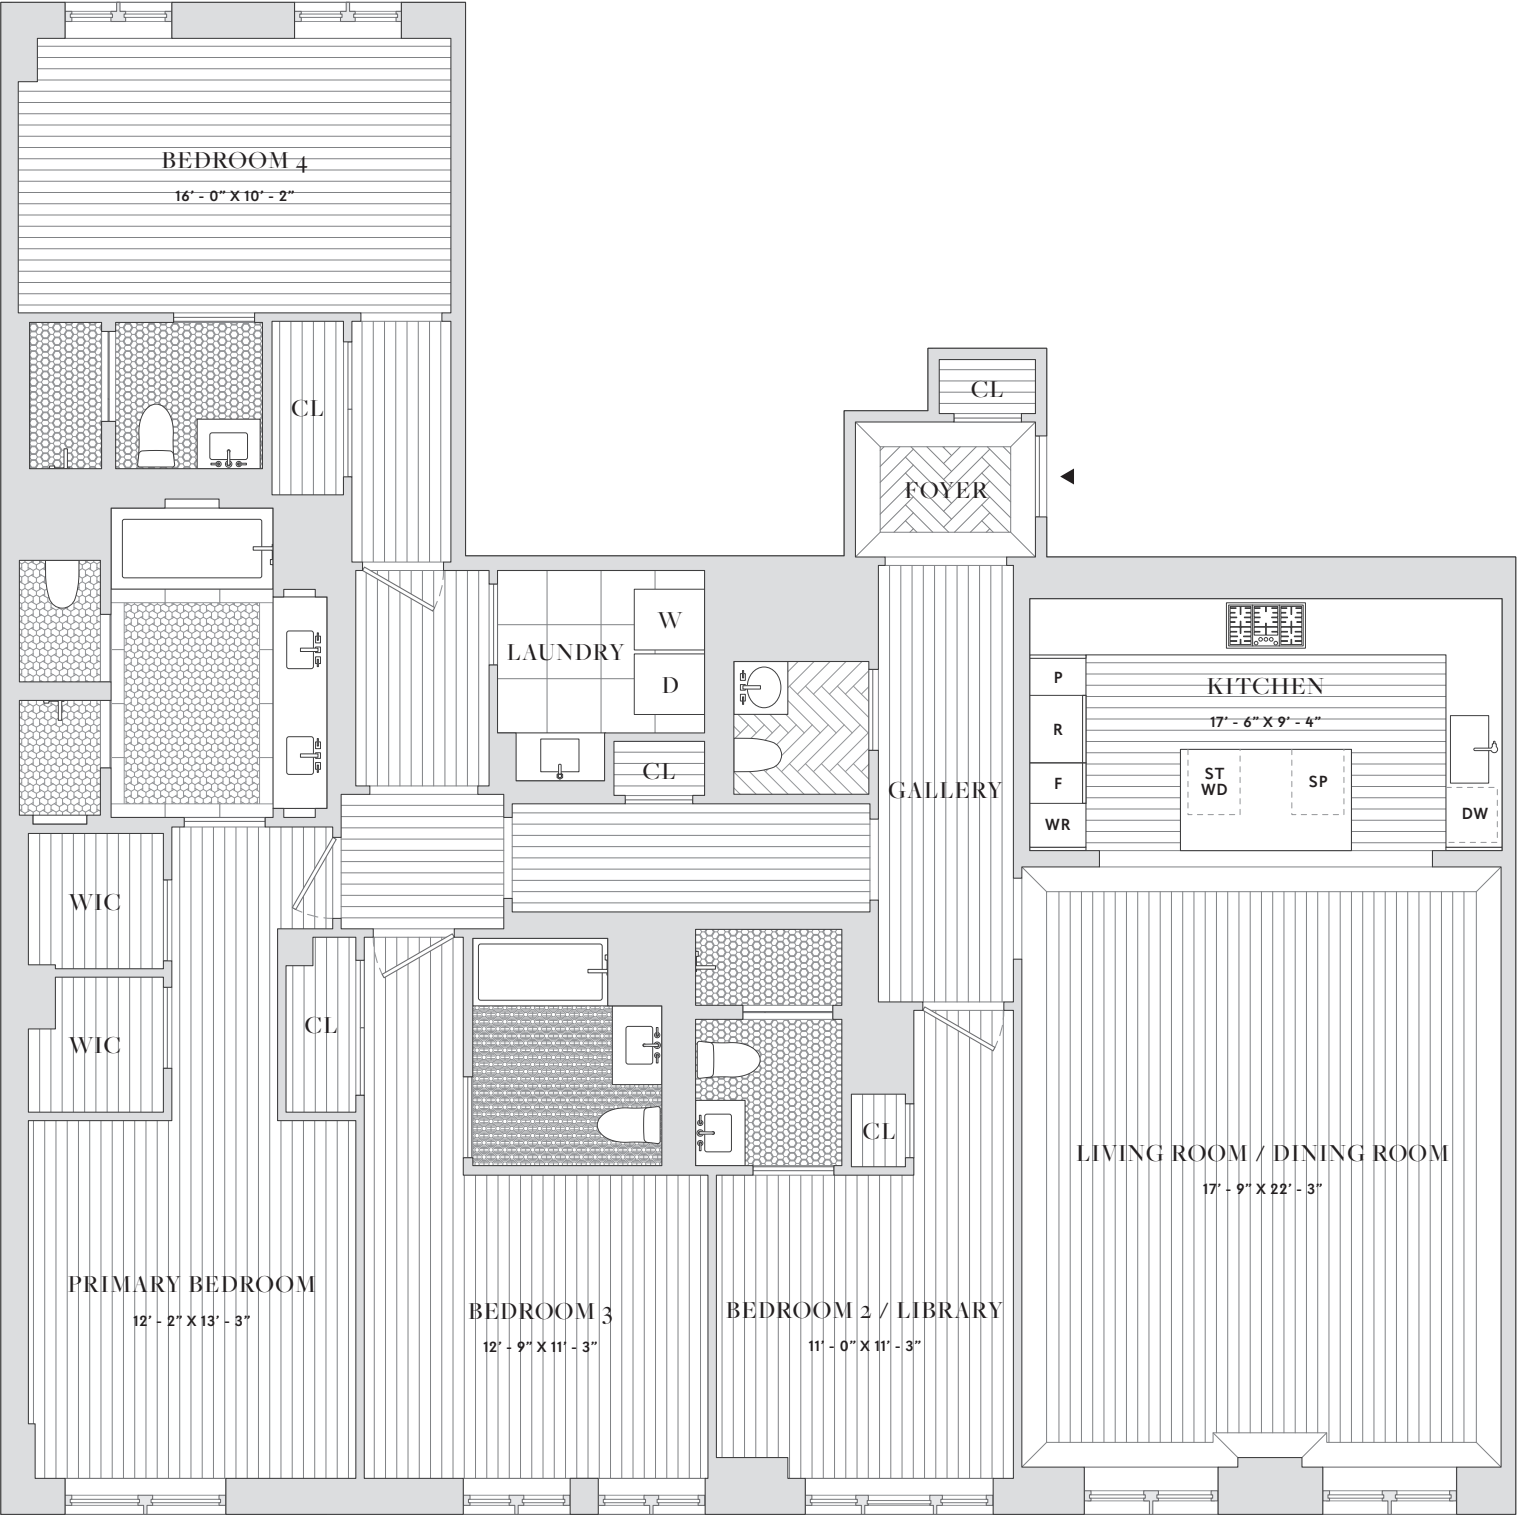 BEDROOM 4
16' - 0" X 10' - 2"
CL
CL
FOYER
W
LAUNDRY
D
CL
GALLERY
P
R
F
WR
KITCHEN
17' - 6" X 9' - 4"
ST
WD
SP
DW
WIC
WIC
CL
CL
LIVING ROOM / DINING ROOM
17' - 9" X 22' - 3"
PRIMARY BEDROOM
12' - 2" X 13' - 3"
BEDROOM 3
12' - 9" X 11' - 3"
BEDROOM 2 / LIBRARY
11' - 0" X 11' - 3"